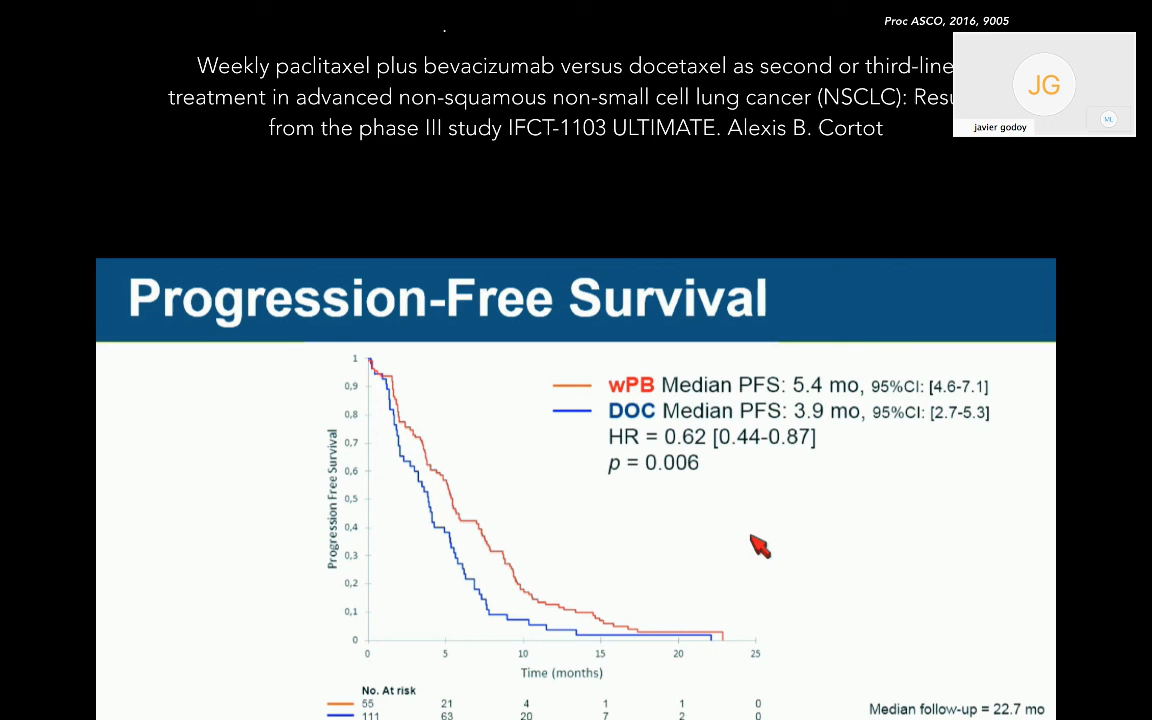 Proc ASCO, 2016, 9005
Weekly paclitaxel plus bevacizumab versus docetaxel as second or third-line
treatment in advanced non-squamous non-small cell lung cancer (NSCLC): Resu
from the phase III study IFCT-1103 ULTIMATE. Alexis B. Cortot
JG
ML
javier godoy
Progression-Free Survival
wPB Median PFS: 5.4 mo, 95%CI: [4.6-7.1]
DOC Median PFS: 3.9 mo, 95%CI: [2.7-5.3]
HR = 0.62 [0.44-0.87]
p = 0.006
Progression Free Survival
1
0,9
0,8
0,7
0,6
0,5
0,4
0,3
0,2
0,1
0
0 5 10 15 20 25
Time (months)
No. At risk
55 21 4 1 1 0
111 63 20 7 2 0
Median follow-up = 22.7 mo